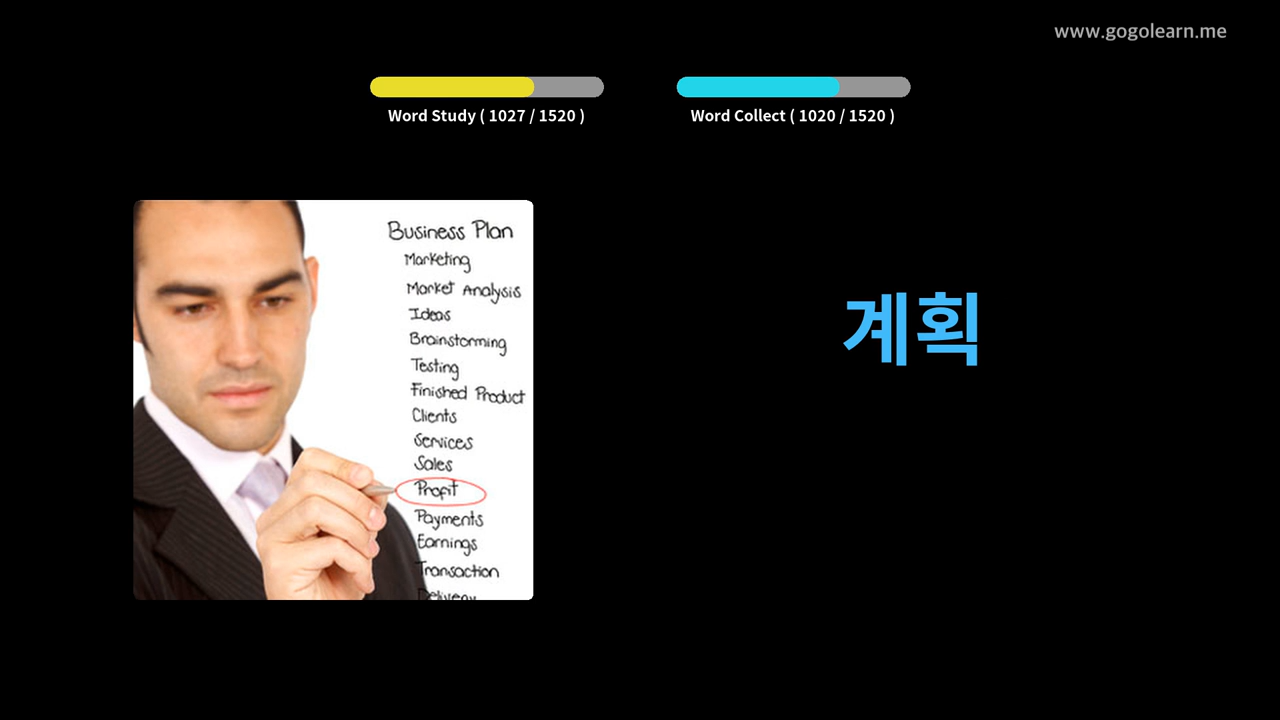 www.gogolearn.me
Word Study ( 1027 / 1520 )
Word Collect ( 1020 / 1520 )
Business Plan
Marketing
Market Analysis
Ideas
Brainstorming
Testing
Finished Product
Clients
Services
Sales
Profit
Payments
Earnings
Transaction
Delivery
계획